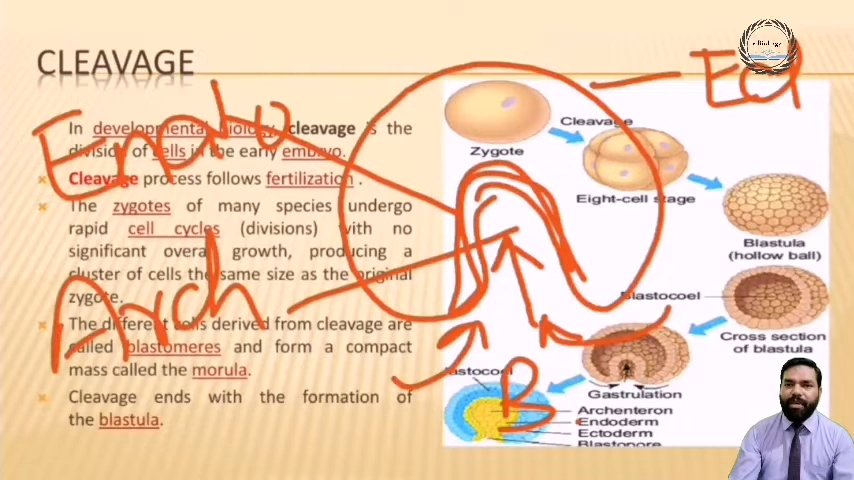 CLEAVAGE
In developmental biology, cleavage is the
division of cells in the early embryo.
Cleavage process follows fertilization .
The zygotes of many species undergo
rapid cell cycles (divisions) with no
significant overall growth, producing a
cluster of cells the same size as the original
zygote.
The different cells derived from cleavage are
called blastomeres and form a compact
mass called the morula.
Cleavage ends with the formation of
the blastula.
Arch
B
Zygote
Cleavage
Eight-cell stage
Blastula
(hollow ball)
Blastocoel
Cross section
of blastula
Gastrulation
Archenteron
Endoderm
Ectoderm
Blastopore